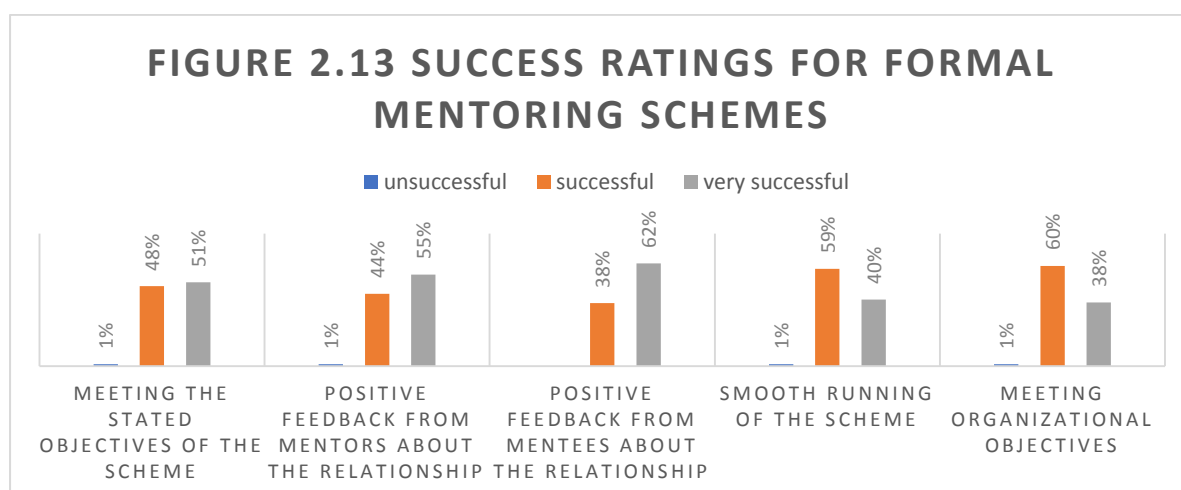 FIGURE 2.13 SUCCESS RATINGS FOR FORMAL
MENTORING SCHEMES
unsuccessful successful very successful
1% 48% 51%
1% 44% 55%
38% 62%
1% 59% 40%
1% 60% 38%
MEETING THE
STATED
OBJECTIVES OF THE
SCHEME
POSITIVE
FEEDBACK FROM
MENTORS ABOUT
THE RELATIONSHIP
POSITIVE
FEEDBACK FROM
MENTEES ABOUT
THE RELATIONSHIP
SMOOTH RUNNING
OF THE SCHEME
MEETING
ORGANIZATIONAL
OBJECTIVES